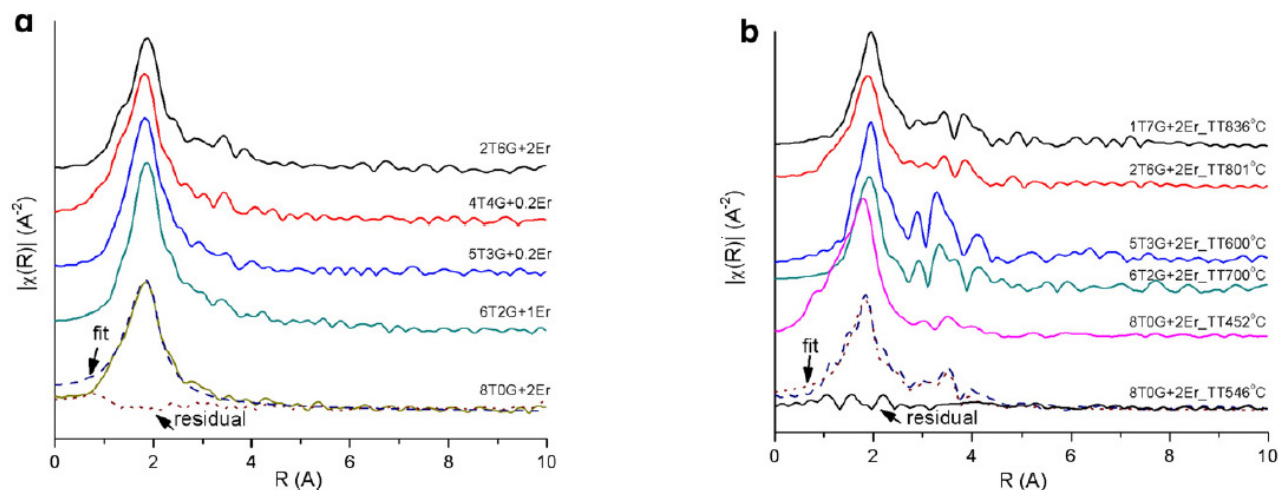 a
|χ(R)| (A⁻²)
2T6G+2Er
4T4G+0.2Er
5T3G+0.2Er
6T2G+1Er
fit
8T0G+2Er
residual
0 2 4 6 8 10
R (A)
b
|χ(R)| (A⁻²)
1T7G+2Er_TT836°C
2T6G+2Er_TT801°C
5T3G+2Er_TT600°C
6T2G+2Er_TT700°C
8T0G+2Er_TT452°C
fit
8T0G+2Er_TT546°C
residual
0 2 4 6 8 10
R (A)